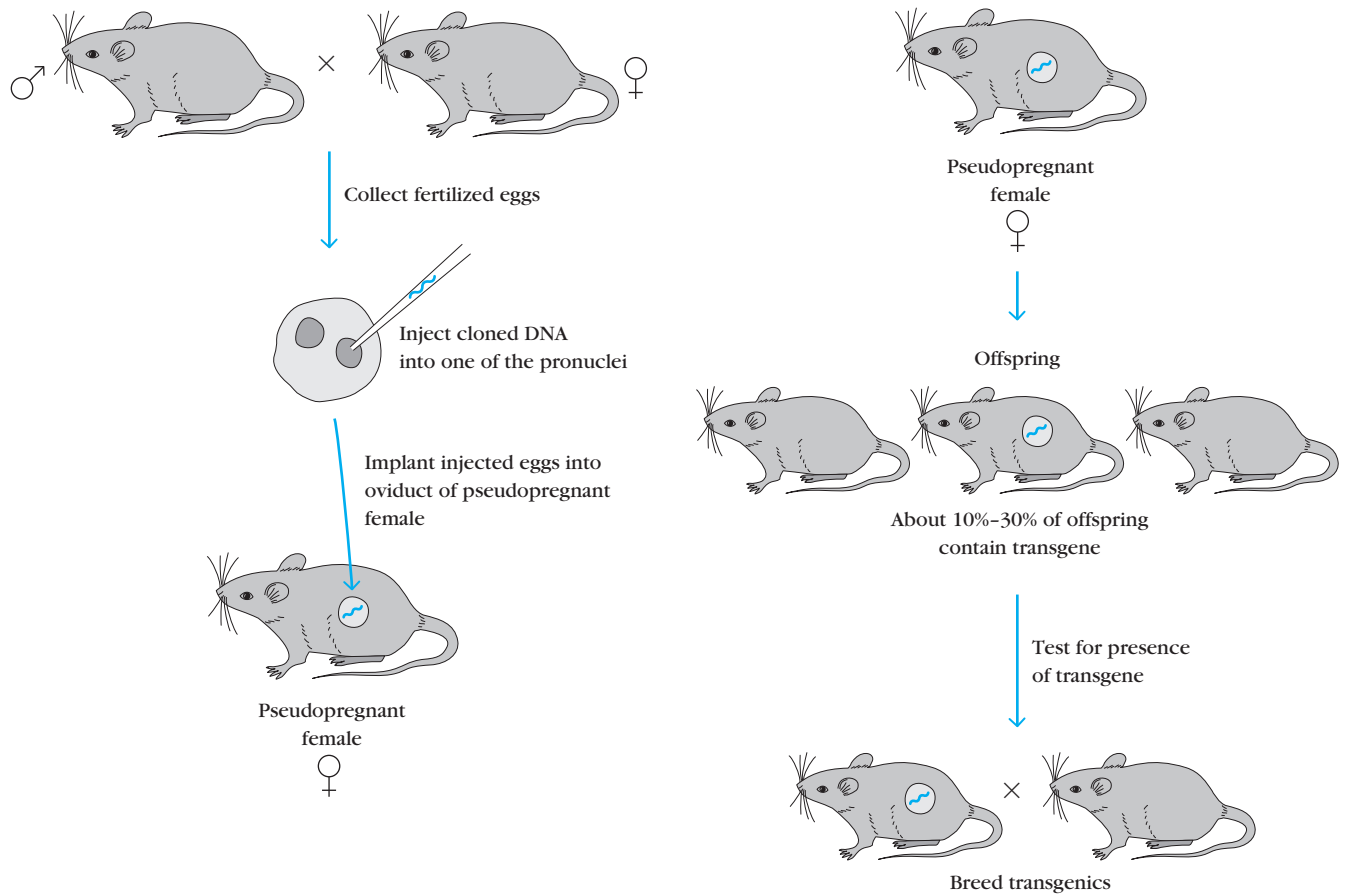 ♂
×
♀
Collect fertilized eggs
Inject cloned DNA
into one of the pronuclei
Implant injected eggs into
oviduct of pseudopregnant
female
Pseudopregnant
female
♀
Pseudopregnant
female
♀
Offspring
About 10%–30% of offspring
contain transgene
Test for presence
of transgene
×
Breed transgenics